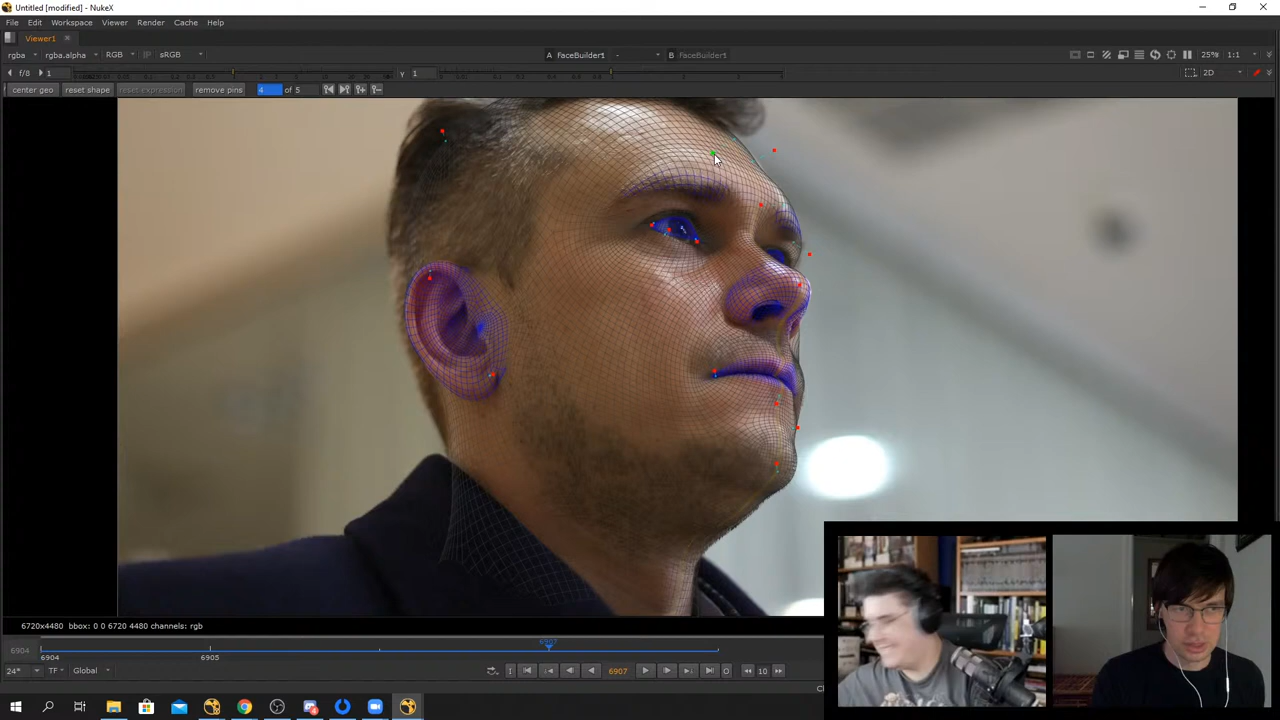 Untitled [modified] - NukeX
File Edit Workspace Viewer Render Cache Help
Viewer1
rgba rgba.alpha RGB IP sRGB A FaceBuilder1 - B FaceBuilder1 25% 1:1
f/8 1 Y 1 2D
center geo reset shape reset expression remove pins 4 of 5
6720x4480 bbox: 0 0 6720 4480 channels: rgb
6904 6907
6904 6905
24* TF Global I 6907 O 10